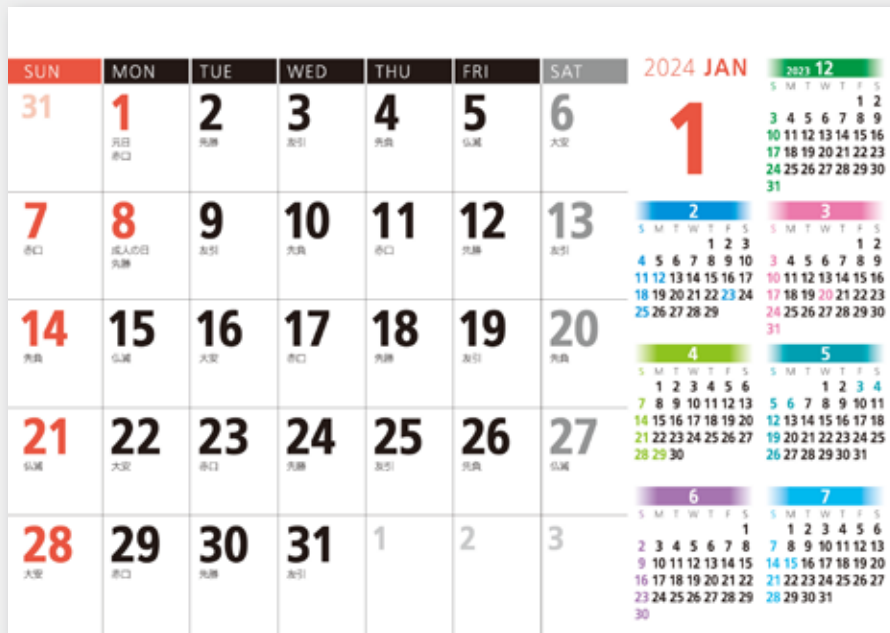 SUN MON TUE WED THU FRI SAT
31 1 2 3 4 5 6
元日 先勝 友引 先負 仏滅 大安
赤口
7 8 9 10 11 12 13
赤口 成人の日 友引 先負 赤口 先勝 友引
先勝
14 15 16 17 18 19 20
先負 仏滅 大安 赤口 先勝 友引 先負
21 22 23 24 25 26 27
仏滅 大安 赤口 先勝 友引 先負 仏滅
28 29 30 31 1 2 3
大安 赤口 先勝 友引
2024 JAN
1
2023 12
S M T W T F S
1 2
3 4 5 6 7 8 9
10 11 12 13 14 15 16
17 18 19 20 21 22 23
24 25 26 27 28 29 30
31
2
S M T W T F S
1 2 3
4 5 6 7 8 9 10
11 12 13 14 15 16 17
18 19 20 21 22 23 24
25 26 27 28 29
3
S M T W T F S
1 2
3 4 5 6 7 8 9
10 11 12 13 14 15 16
17 18 19 20 21 22 23
24 25 26 27 28 29 30
31
4
S M T W T F S
1 2 3 4 5 6
7 8 9 10 11 12 13
14 15 16 17 18 19 20
21 22 23 24 25 26 27
28 29 30
5
S M T W T F S
1 2 3 4
5 6 7 8 9 10 11
12 13 14 15 16 17 18
19 20 21 22 23 24 25
26 27 28 29 30 31
6
S M T W T F S
1
2 3 4 5 6 7 8
9 10 11 12 13 14 15
16 17 18 19 20 21 22
23 24 25 26 27 28 29
30
7
S M T W T F S
1 2 3 4 5 6
7 8 9 10 11 12 13
14 15 16 17 18 19 20
21 22 23 24 25 26 27
28 29 30 31